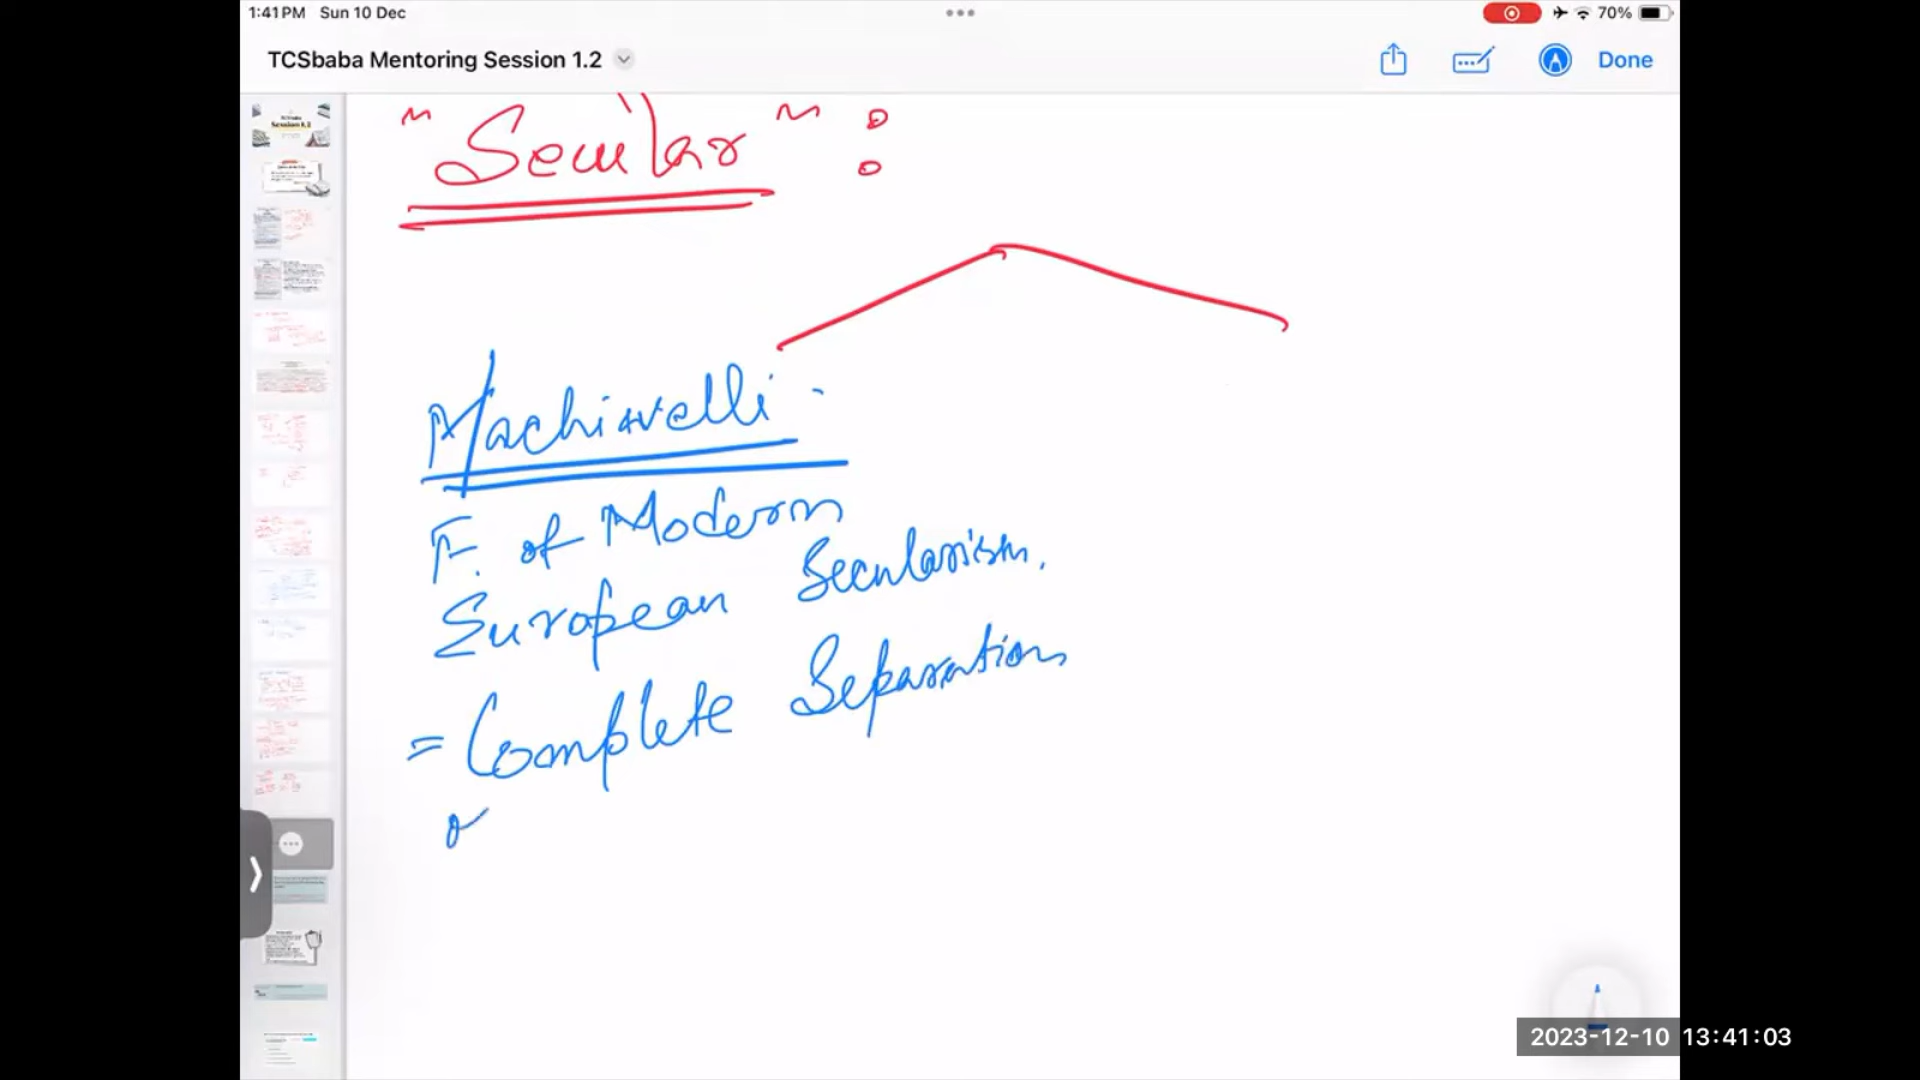 1:41 PM Sun 10 Dec
70%
TCSbaba Mentoring Session 1.2
Done
"Secular" :
Machiavelli
F. of Modern
European Secularism.
= Complete Separation
2023-12-10 13:41:03